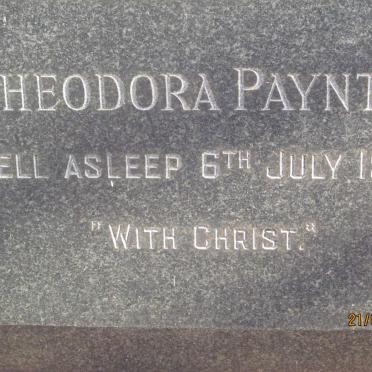 HEODORA PAYNT
ELL ASLEEP 6TH JULY 1
"WITH CHRIST."
21/